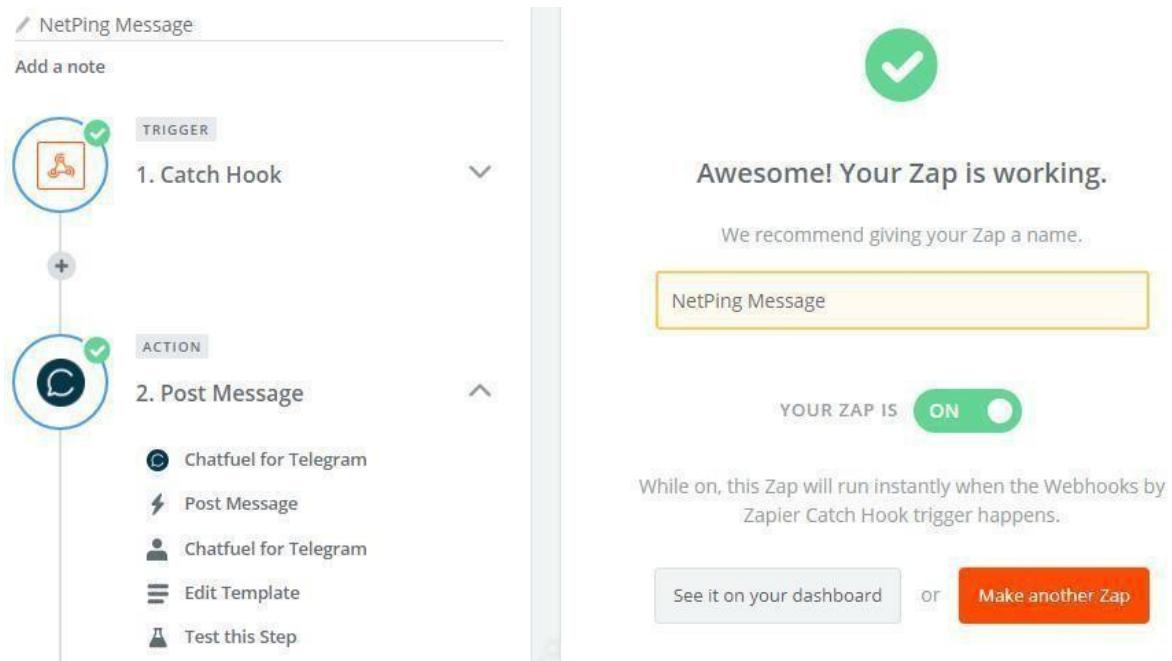 NetPing Message
Add a note
TRIGGER
1. Catch Hook
ACTION
2. Post Message
Chatfuel for Telegram
Post Message
Chatfuel for Telegram
Edit Template
Test this Step
Awesome! Your Zap is working.
We recommend giving your Zap a name.
NetPing Message
YOUR ZAP IS ON
While on, this Zap will run instantly when the Webhooks by
Zapier Catch Hook trigger happens.
See it on your dashboard or Make another Zap